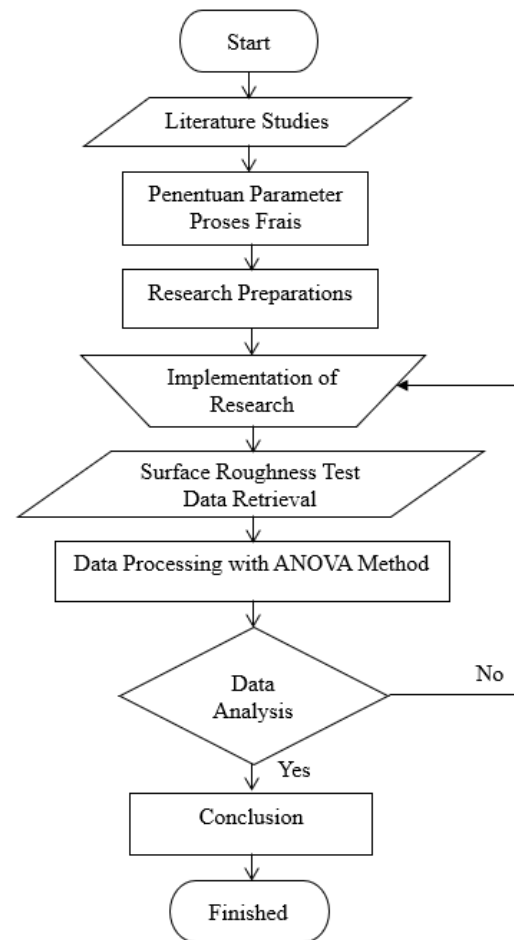 Start
Literature Studies
Penentuan Parameter
Proses Frais
Research Preparations
Implementation of
Research
Surface Roughness Test
Data Retrieval
Data Processing with ANOVA Method
Data
Analysis
No
Yes
Conclusion
Finished